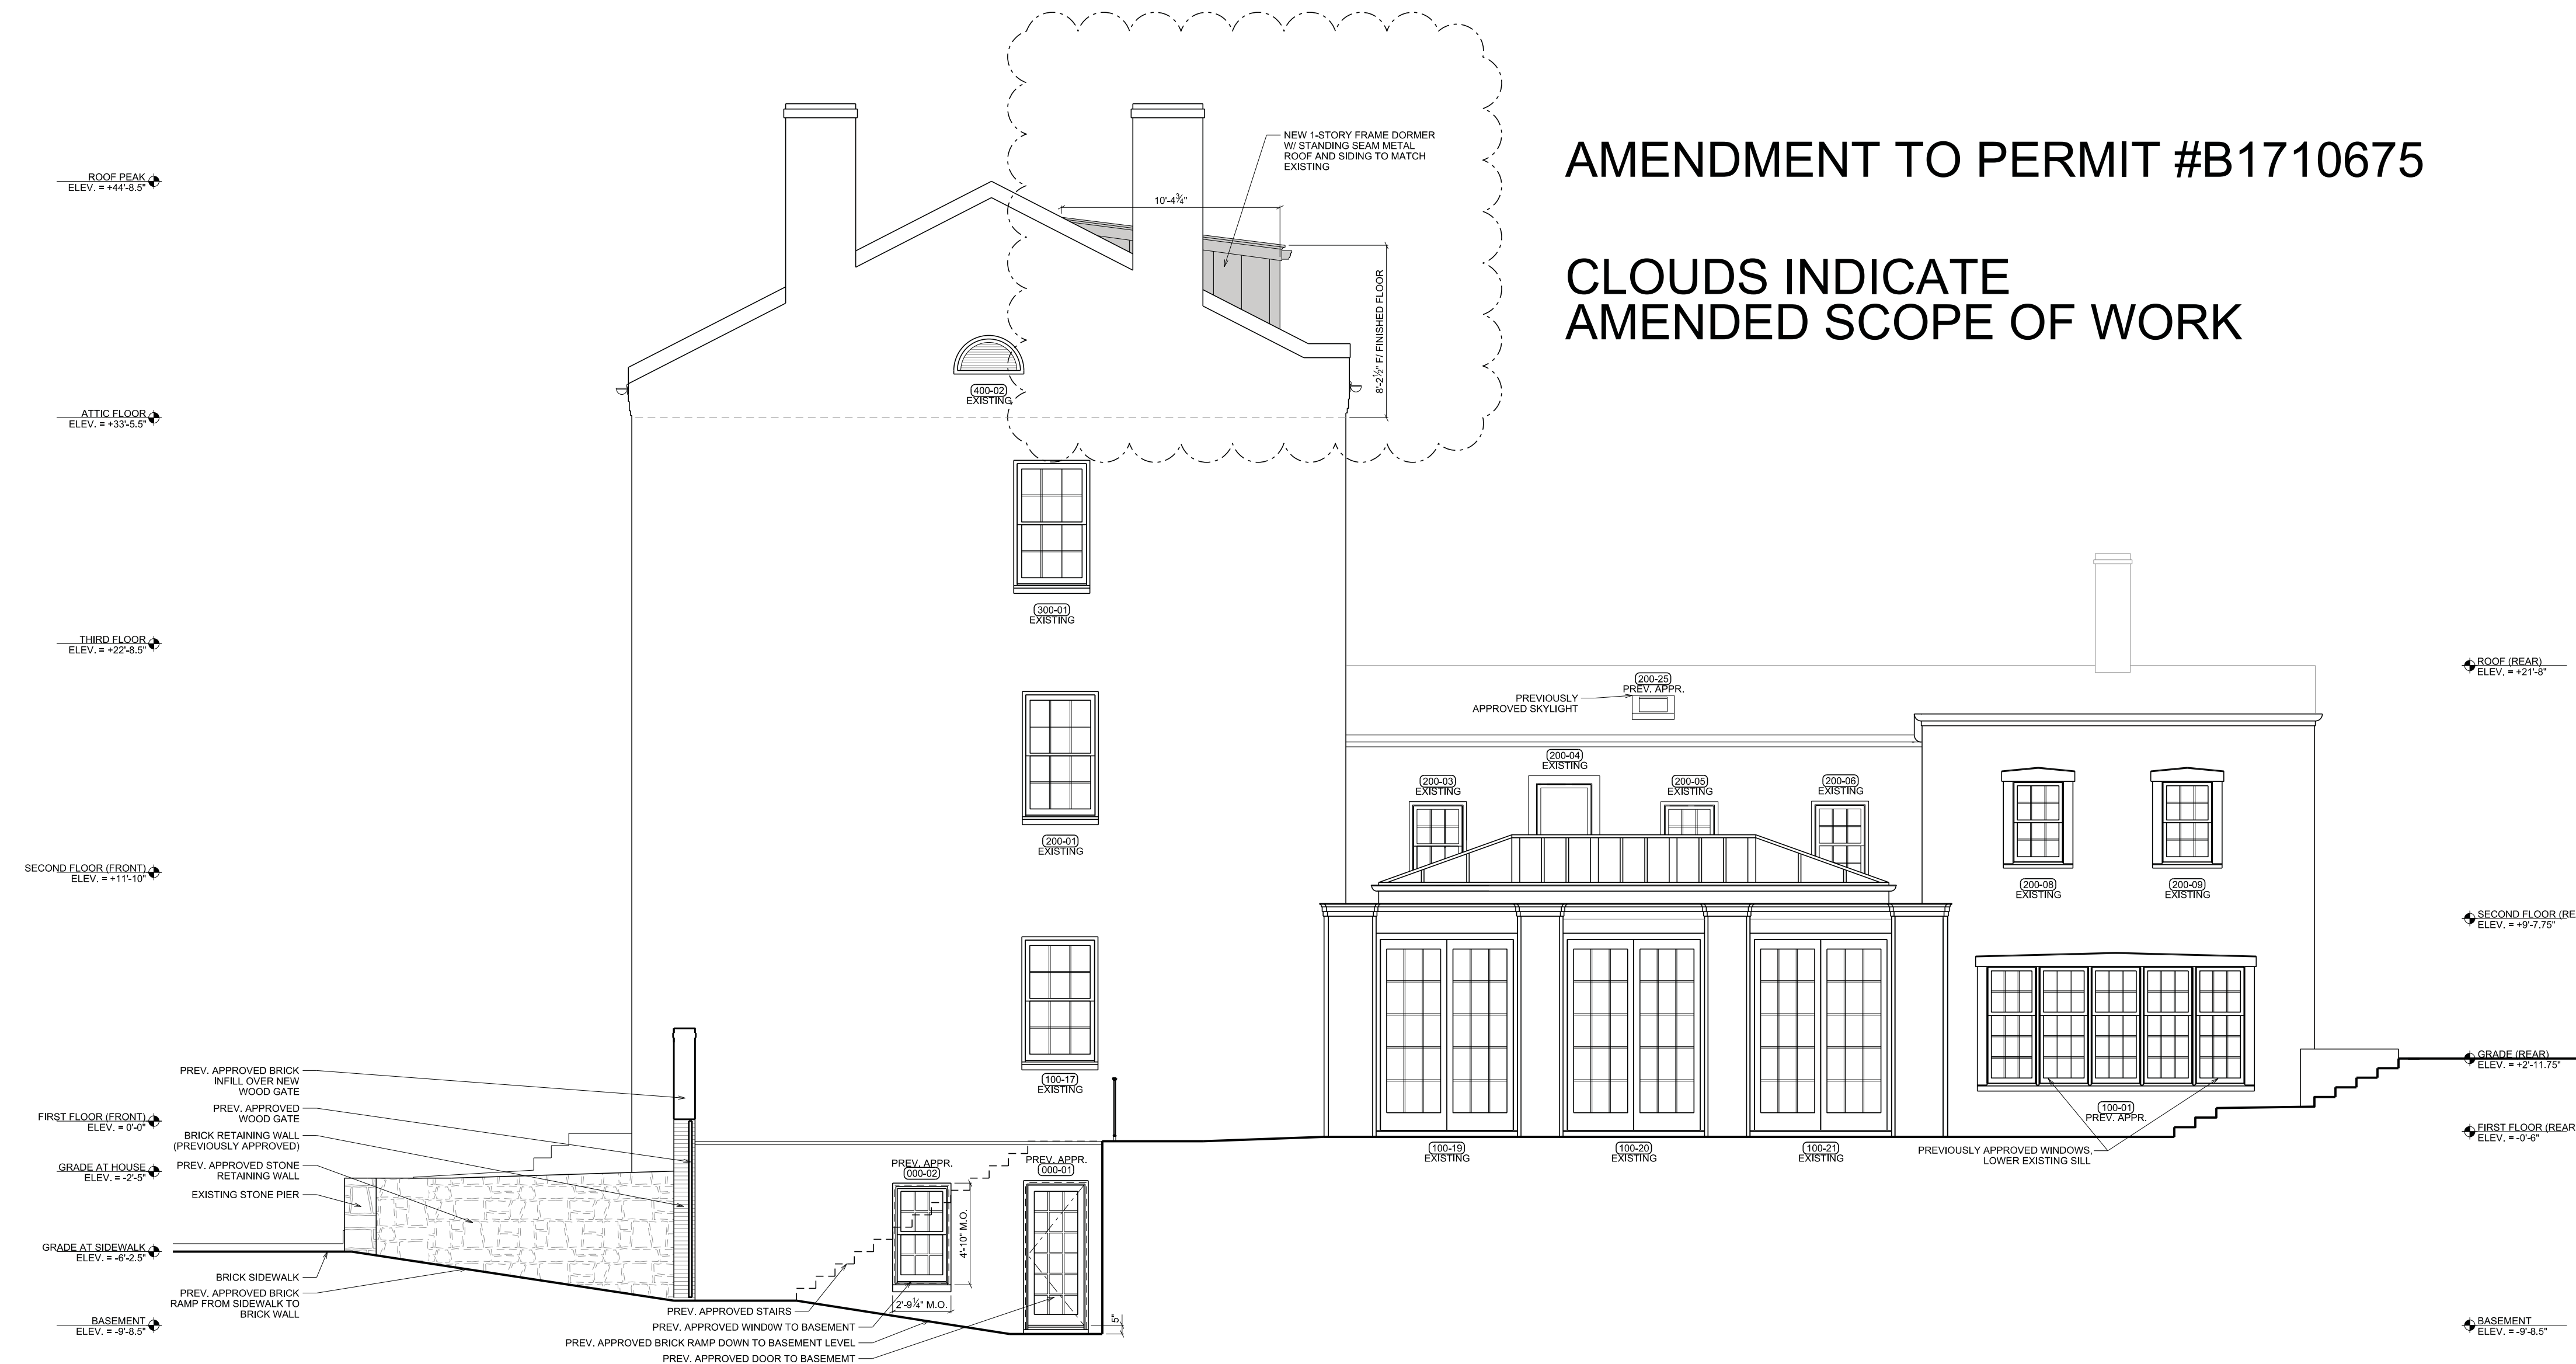 AMENDMENT TO PERMIT #B1710675
CLOUDS INDICATE
AMENDED SCOPE OF WORK
NEW 1-STORY FRAME DORMER
W/ STANDING SEAM METAL
ROOF AND SIDING TO MATCH
EXISTING
10'-4¾"
8'-2½" F/ FINISHED FLOOR
ROOF PEAK
ELEV. = +44'-8.5"
ATTIC FLOOR
ELEV. = +33'-5.5"
THIRD FLOOR
ELEV. = +22'-8.5"
SECOND FLOOR (FRONT)
ELEV. = +11'-10"
FIRST FLOOR (FRONT)
ELEV. = 0'-0"
GRADE AT HOUSE
ELEV. = -2'-5"
GRADE AT SIDEWALK
ELEV. = -6'-2.5"
BASEMENT
ELEV. = -9'-8.5"
400-02
EXISTING
300-01
EXISTING
200-01
EXISTING
100-17
EXISTING
PREV. APPROVED BRICK
INFILL OVER NEW
WOOD GATE
PREV. APPROVED
WOOD GATE
BRICK RETAINING WALL
(PREVIOUSLY APPROVED)
PREV. APPROVED STONE
RETAINING WALL
EXISTING STONE PIER
BRICK SIDEWALK
PREV. APPROVED BRICK
RAMP FROM SIDEWALK TO
BRICK WALL
PREV. APPR.
000-02
PREV. APPR.
000-01
4'-10" M.O.
2'-9¼" M.O.
5"
PREV. APPROVED STAIRS
PREV. APPROVED WINDOW TO BASEMENT
PREV. APPROVED BRICK RAMP DOWN TO BASEMENT LEVEL
PREV. APPROVED DOOR TO BASEMEMT
200-25
PREV. APPR.
PREVIOUSLY
APPROVED SKYLIGHT
200-03
EXISTING
200-04
EXISTING
200-05
EXISTING
200-06
EXISTING
200-08
EXISTING
200-09
EXISTING
100-19
EXISTING
100-20
EXISTING
100-21
EXISTING
100-01
PREV. APPR.
PREVIOUSLY APPROVED WINDOWS,
LOWER EXISTING SILL
ROOF (REAR)
ELEV. = +21'-8"
SECOND FLOOR (RE
ELEV. = +9'-7.75"
GRADE (REAR)
ELEV. = +2'-11.75"
FIRST FLOOR (REAR
ELEV. = -0'-6"
BASEMENT
ELEV. = -9'-8.5"